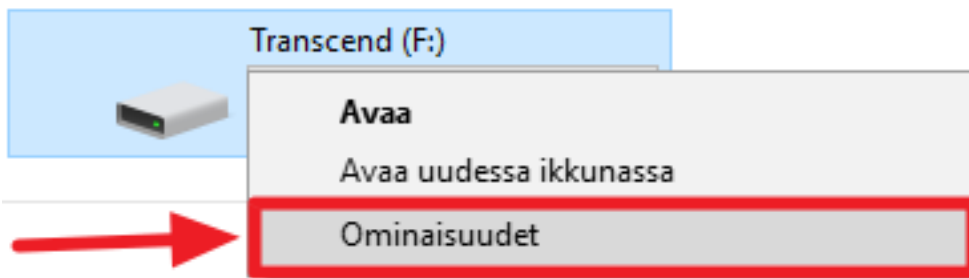 Transcend (F:)
Avaa
Avaa uudessa ikkunassa
Ominaisuudet